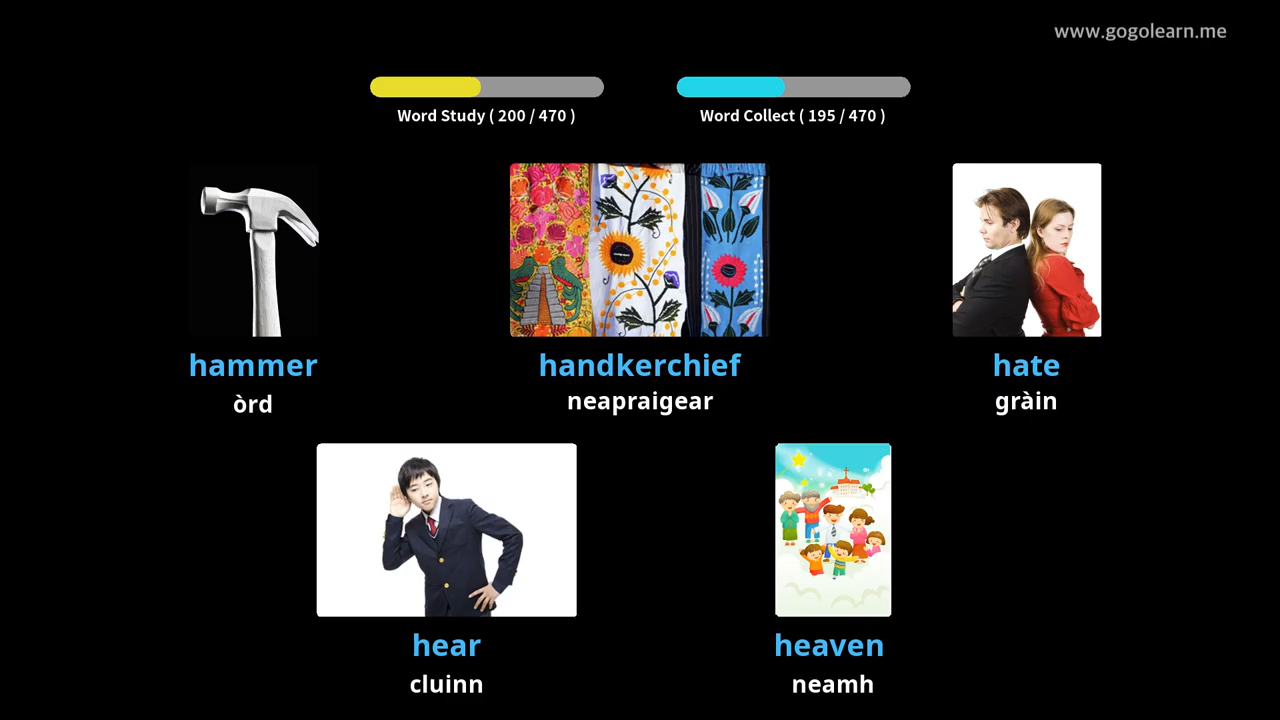 www.gogolearn.me
Word Study ( 200 / 470 )
Word Collect ( 195 / 470 )
hammer
òrd
handkerchief
neapraigear
hate
gràin
hear
cluinn
heaven
neamh